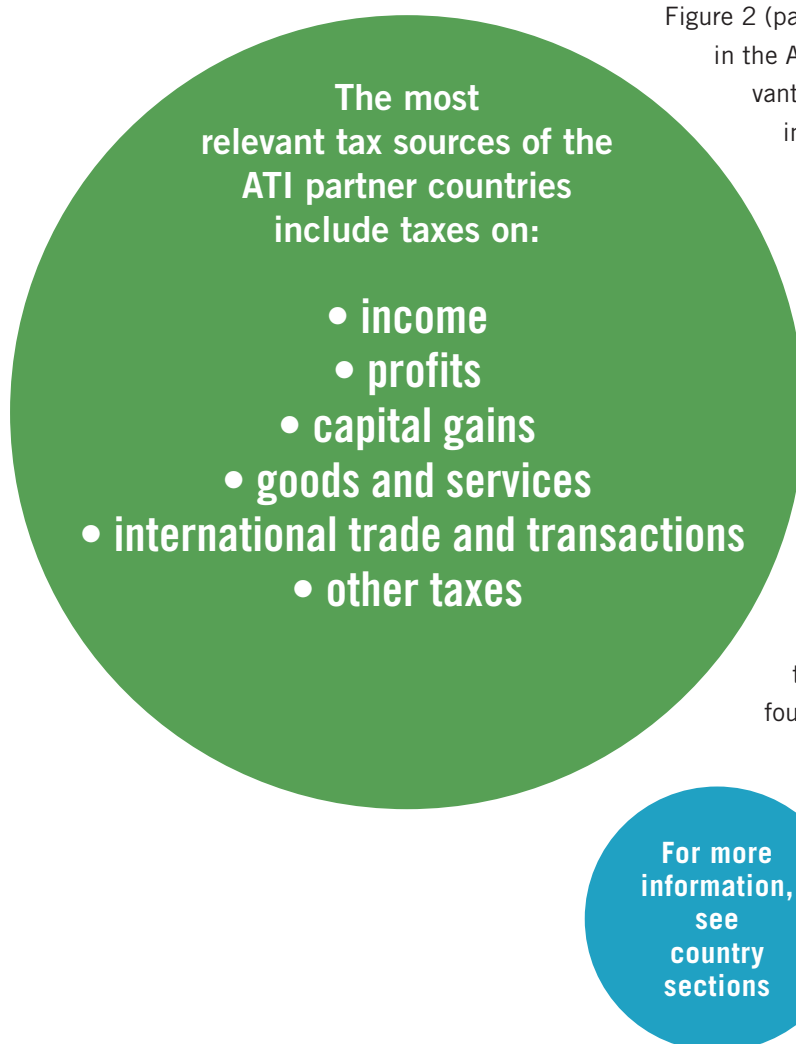 Figure 2 (pa
in the A
vant
in
The most
relevant tax sources of the
ATI partner countries
include taxes on:
• income
• profits
• capital gains
• goods and services
• international trade and transactions
• other taxes
t
fou
For more
information,
see
country
sections